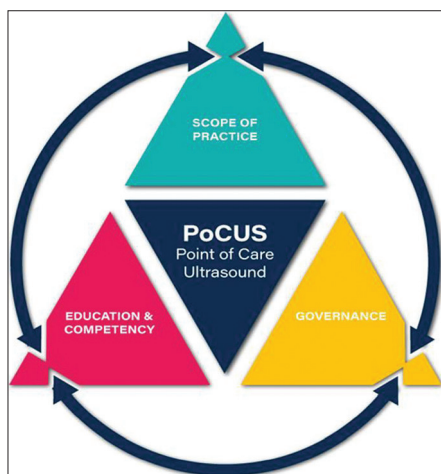 SCOPE OF
PRACTICE
PoCUS
Point of Care
Ultrasound
EDUCATION &
COMPETENCY
GOVERNANCE